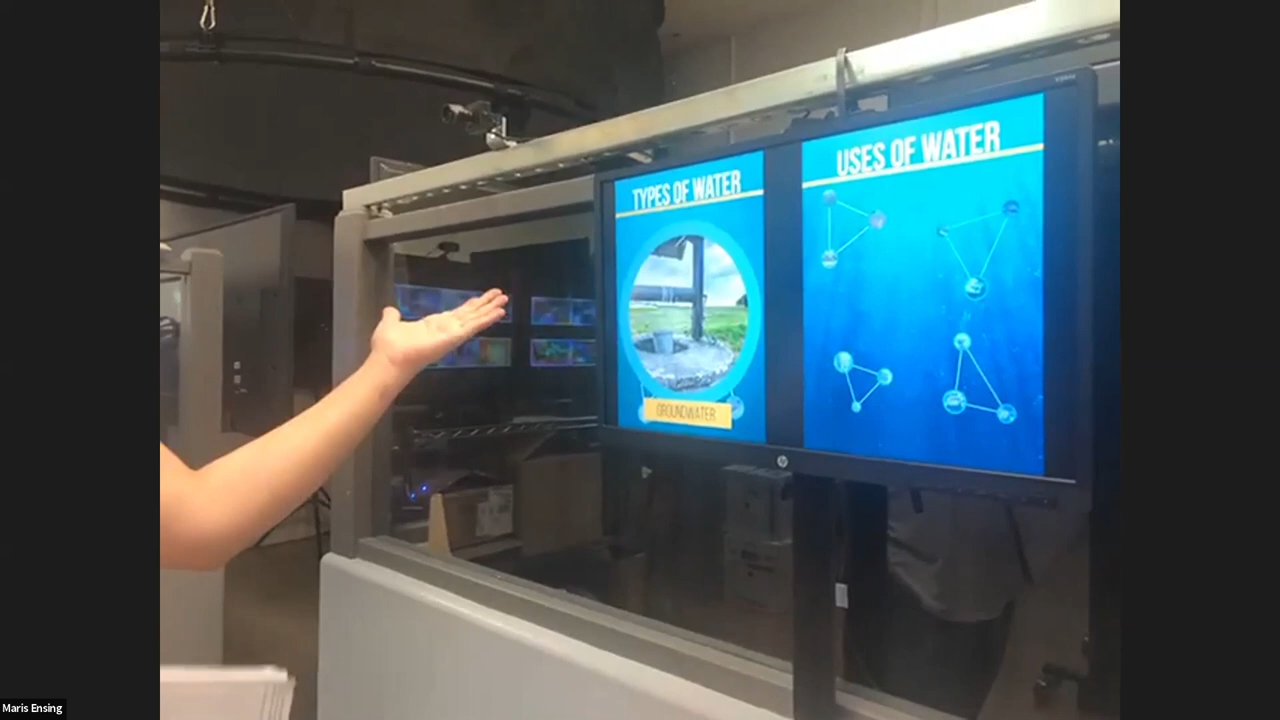 TYPES OF WATER
USES OF WATER
GROUNDWATER
hp
Maris Ensing